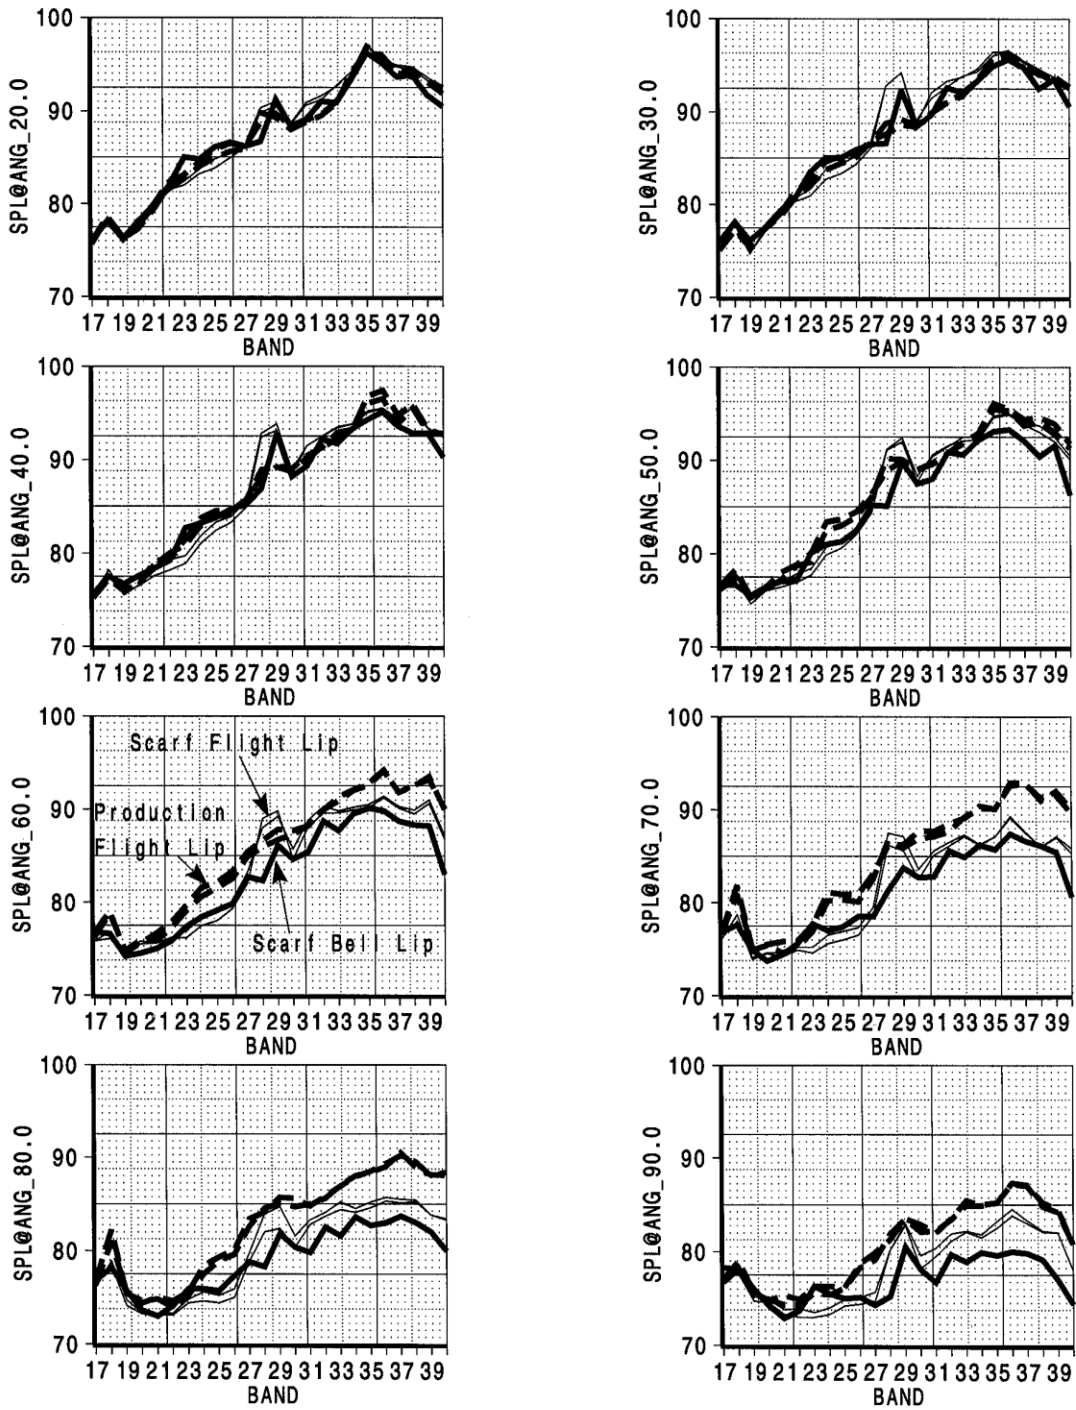 100
90
80
70
SPL@ANG_20.0
17 19 21 23 25 27 29 31 33 35 37 39
BAND
100
90
80
70
SPL@ANG_30.0
17 19 21 23 25 27 29 31 33 35 37 39
BAND
100
90
80
70
SPL@ANG_40.0
17 19 21 23 25 27 29 31 33 35 37 39
BAND
100
90
80
70
SPL@ANG_50.0
17 19 21 23 25 27 29 31 33 35 37 39
BAND
100
90
80
70
SPL@ANG_60.0
Scarf Flight Lip
Production
Flight Lip
Scarf Bell Lip
17 19 21 23 25 27 29 31 33 35 37 39
BAND
100
90
80
70
SPL@ANG_70.0
17 19 21 23 25 27 29 31 33 35 37 39
BAND
100
90
80
70
SPL@ANG_80.0
17 19 21 23 25 27 29 31 33 35 37 39
BAND
100
90
80
70
SPL@ANG_90.0
17 19 21 23 25 27 29 31 33 35 37 39
BAND